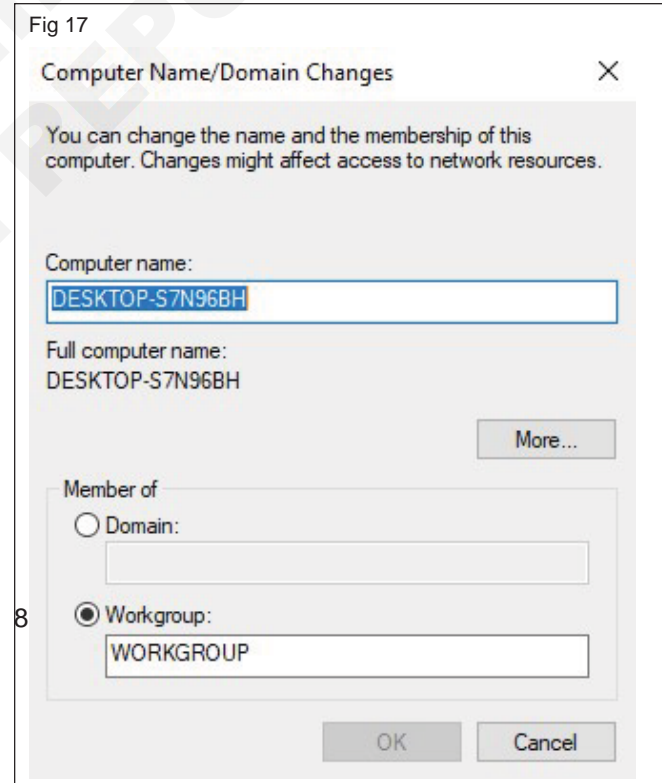 Fig 17
Computer Name/Domain Changes
You can change the name and the membership of this
computer. Changes might affect access to network resources.
Computer name:
DESKTOP-S7N96BH
Full computer name:
DESKTOP-S7N96BH
More...
Member of
Domain:
8
Workgroup:
WORKGROUP
OK Cancel